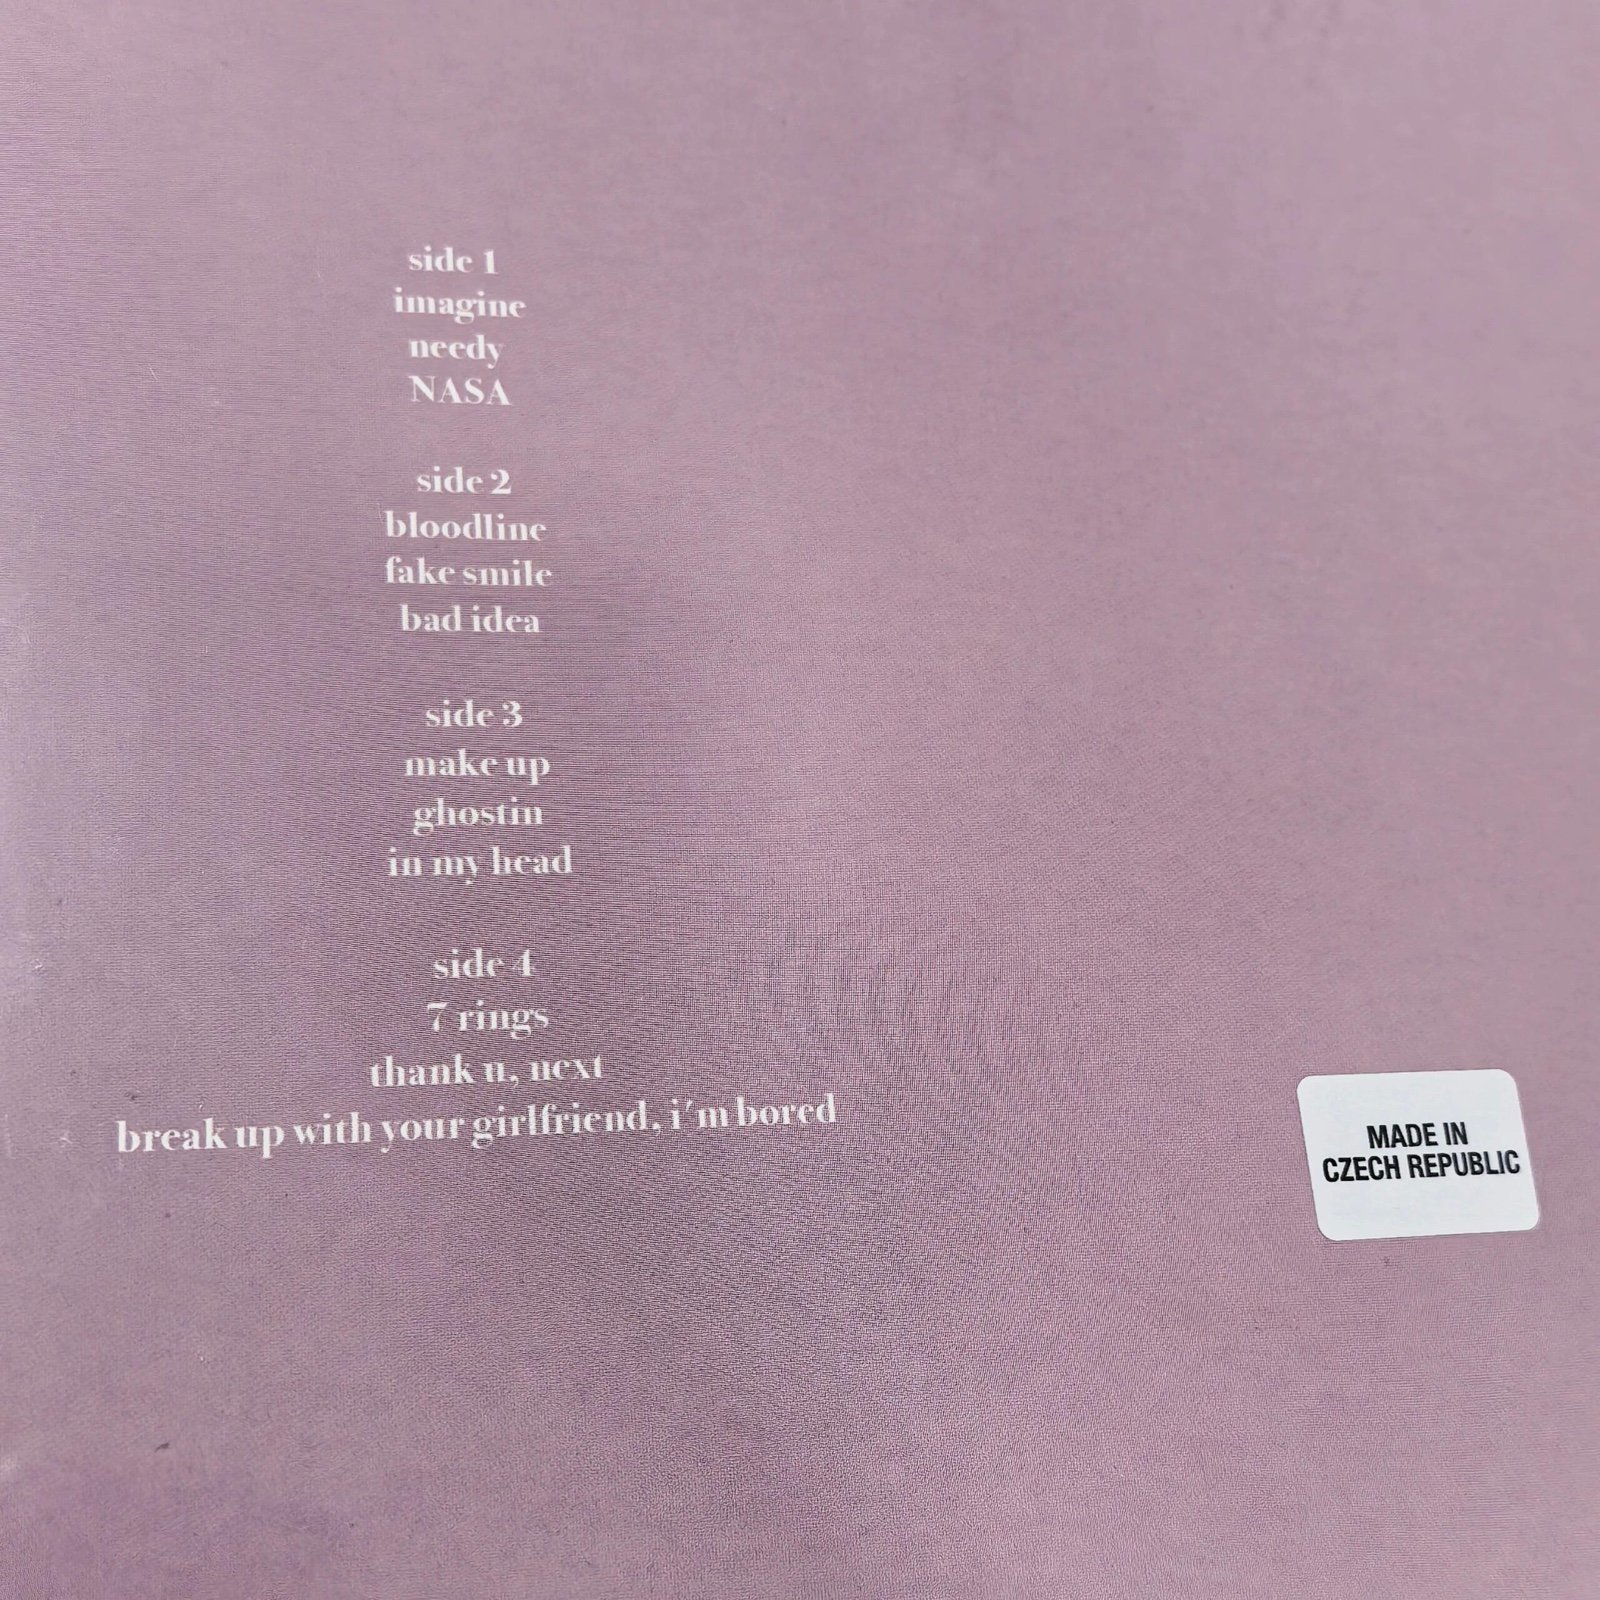 side 1
imagine
needy
NASA
side 2
bloodline
fake smile
bad idea
side 3
make up
ghostin
in my head
side 4
7 rings
thank u, next
break up with your girlfriend, i'm bored
MADE IN
CZECH REPUBLIC